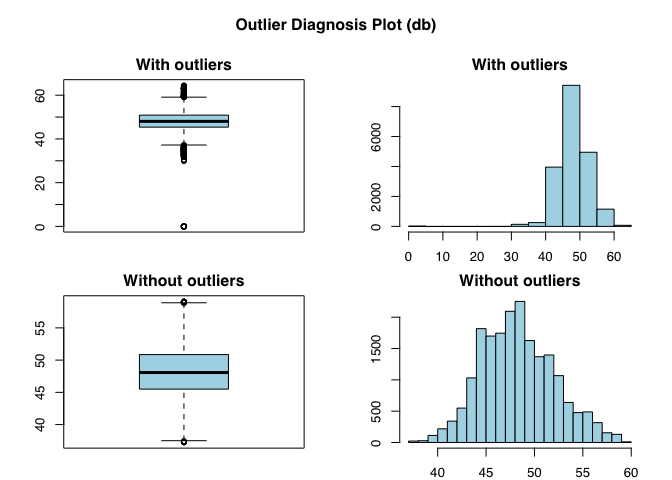 Outlier Diagnosis Plot (db)
With outliers
0 20 40 60
With outliers
0 2000 6000
0 10 20 30 40 50 60
Without outliers
40 45 50 55
Without outliers
0 500 1500
40 45 50 55 60